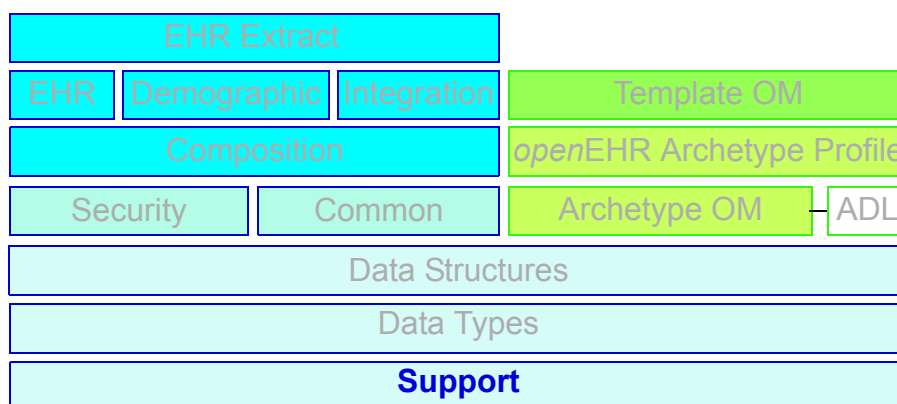 EHR Extract
EHR Demographic Integration Template OM
Composition openEHR Archetype Profile
Security Common Archetype OM ADL
Data Structures
Data Types
Support